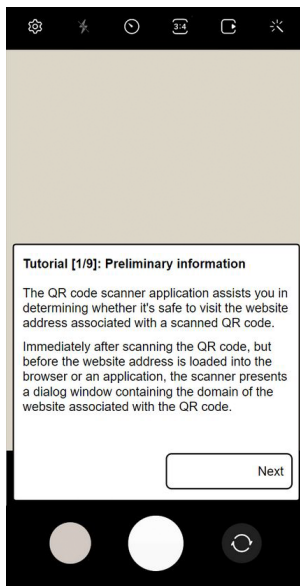 3:4
Tutorial [1/9]: Preliminary information
The QR code scanner application assists you in
determining whether it's safe to visit the website
address associated with a scanned QR code.
Immediately after scanning the QR code, but
before the website address is loaded into the
browser or an application, the scanner presents
a dialog window containing the domain of the
website associated with the QR code.
Next